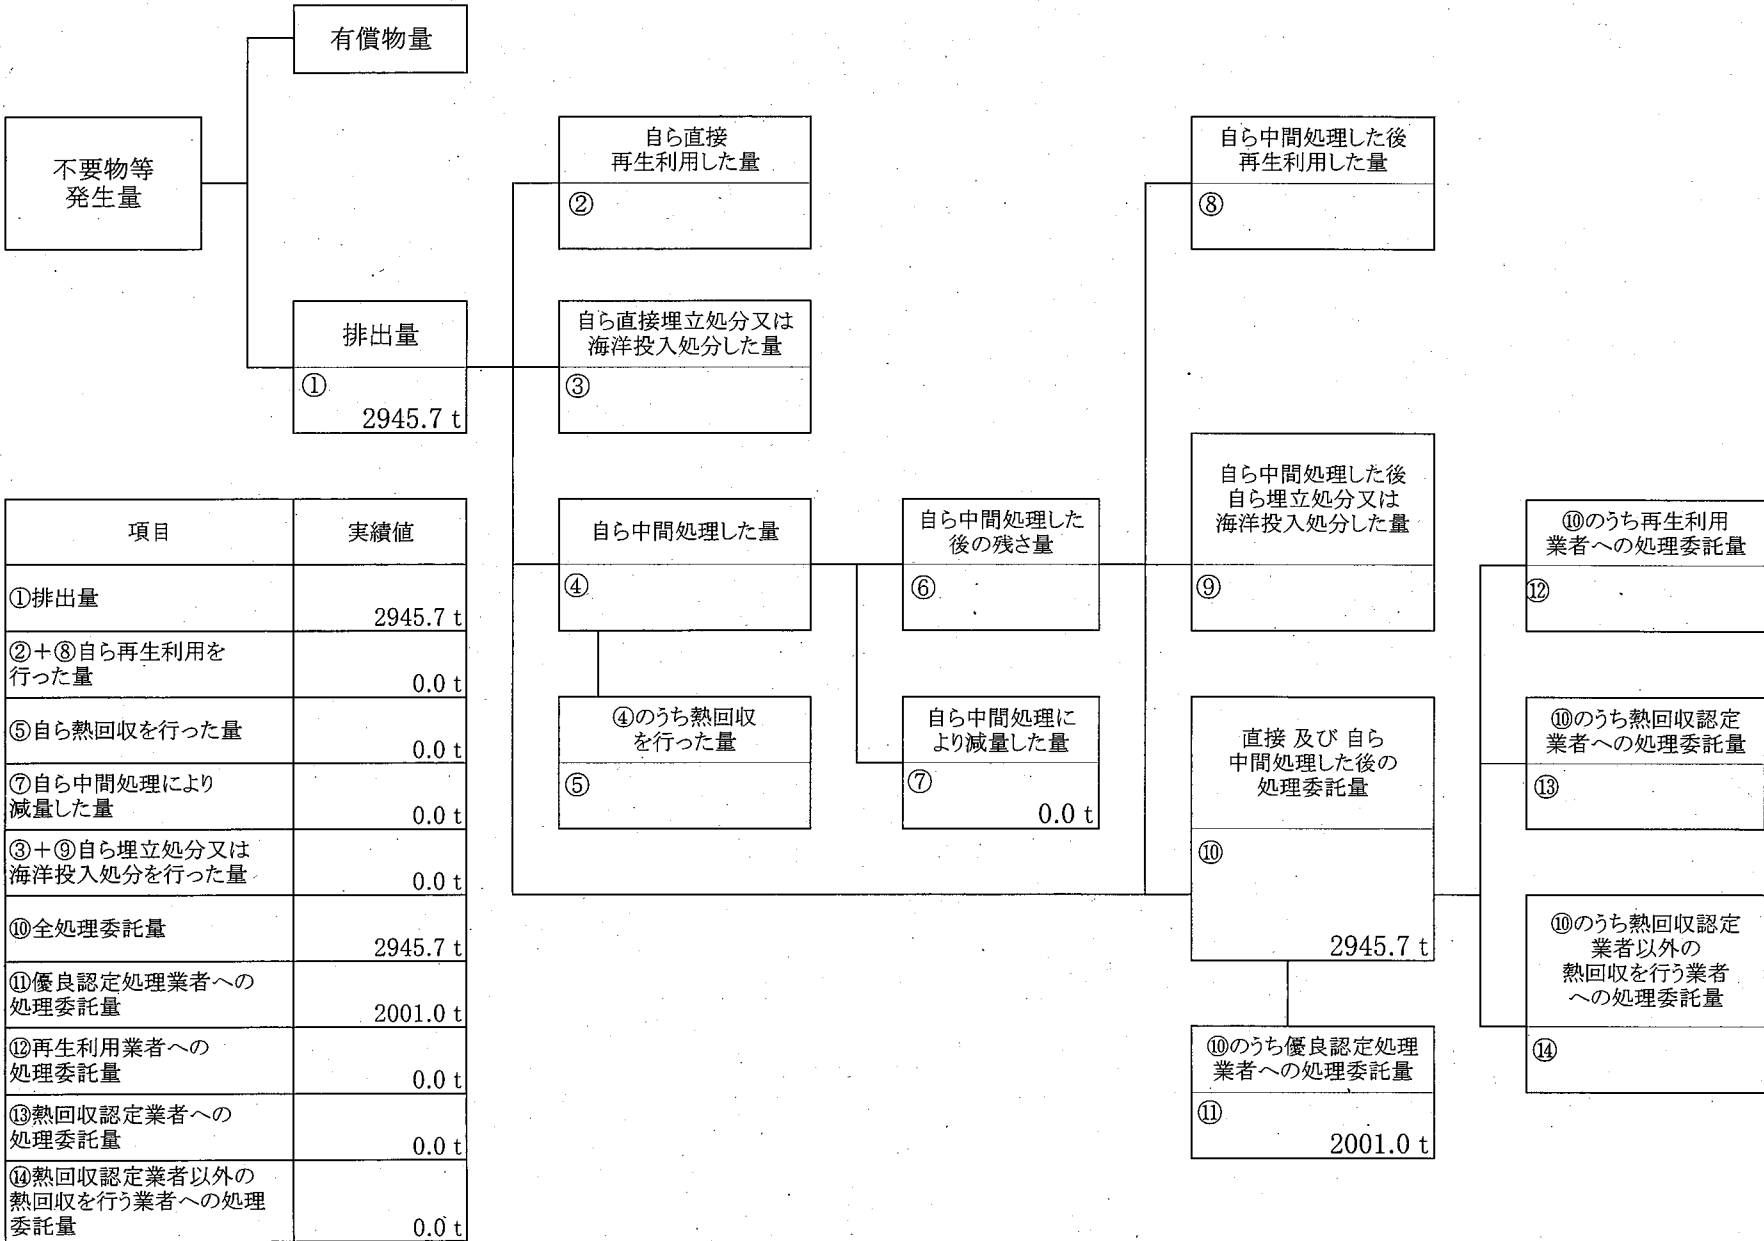 有償物量
不要物等
発生量
排出量
①
2945.7 t
自ら直接
再生利用した量
②
自ら直接埋立処分又は
海洋投入処分した量
③
自ら中間処理した量
④
④のうち熱回収
を行った量
⑤
自ら中間処理した
後の残さ量
⑥
自ら中間処理に
より減量した量
⑦
0.0 t
自ら中間処理した後
再生利用した量
⑧
自ら中間処理した後
自ら埋立処分又は
海洋投入処分した量
⑨
直接 及び 自ら
中間処理した後の
処理委託量
⑩
2945.7 t
⑩のうち優良認定処理
業者への処理委託量
⑪
2001.0 t
⑩のうち再生利用
業者への処理委託量
⑫
⑩のうち熱回収認定
業者への処理委託量
⑬
⑩のうち熱回収認定
業者以外の
熱回収を行う業者
への処理委託量
⑭
項目 実績値
①排出量
2945.7 t
②＋⑧自ら再生利用を
行った量
0.0 t
⑤自ら熱回収を行った量
0.0 t
⑦自ら中間処理により
減量した量
0.0 t
③＋⑨自ら埋立処分又は
海洋投入処分を行った量
0.0 t
⑩全処理委託量
2945.7 t
⑪優良認定処理業者への
処理委託量
2001.0 t
⑫再生利用業者への
処理委託量
0.0 t
⑬熱回収認定業者への
処理委託量
0.0 t
⑭熱回収認定業者以外の
熱回収を行う業者への処理
委託量
0.0 t